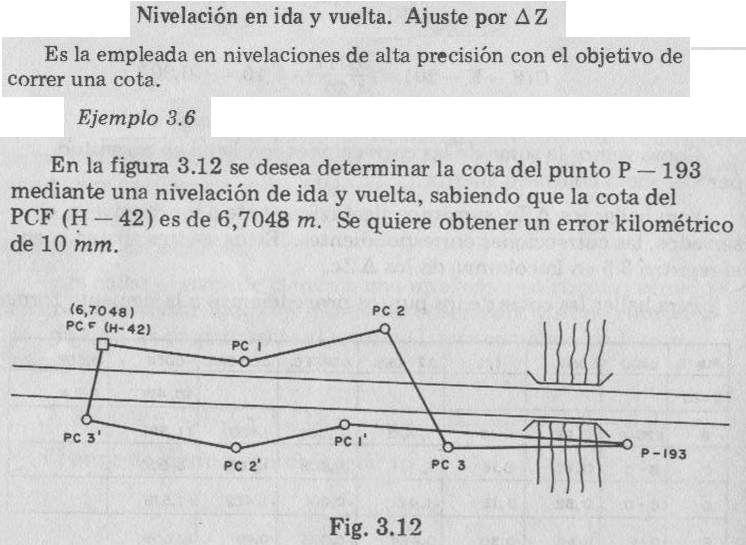 Nivelación en ida y vuelta. Ajuste por Δ Z
Es la empleada en nivelaciones de alta precisión con el objetivo de
correr una cota.
Ejemplo 3.6
En la figura 3.12 se desea determinar la cota del punto P — 193
mediante una nivelación de ida y vuelta, sabiendo que la cota del
PCF (H — 42) es de 6,7048 m. Se quiere obtener un error kilométrico
de 10 mm.
(6,7048)
PC F (H-42)
PC 1
PC 2
PC 3'
PC 2'
PC 1'
PC 3
P-193
Fig. 3.12